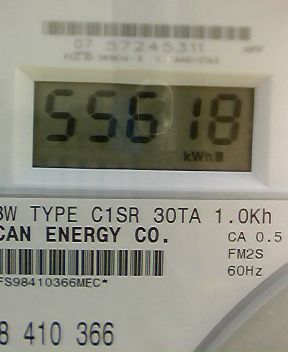 07 57245311
55618
kWh
3W TYPE C1SR 30TA 1.0Kh
CAN ENERGY CO.
CA 0.5
FM2S
60Hz
FS98410366MEC*
8 410 366